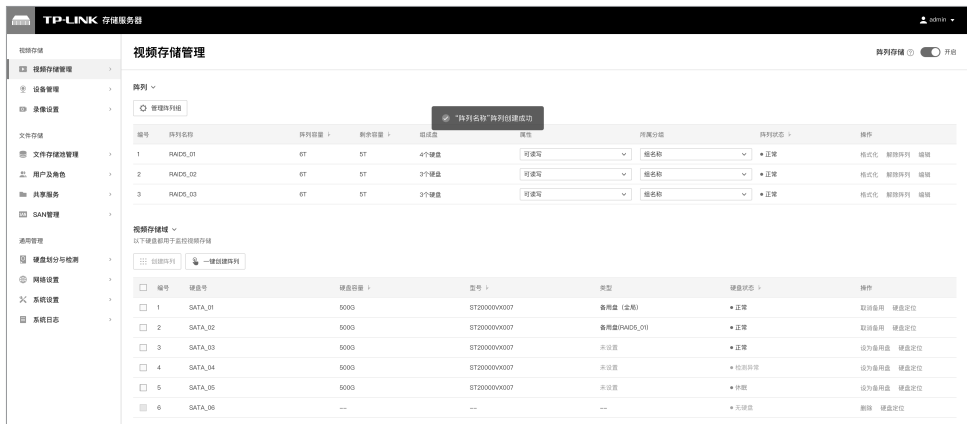 TP-LINK 存储服务器
admin
视频存储
视频存储管理
设备管理
录像设置
文件存储
文件存储池管理
用户及角色
共享服务
SAN管理
通用管理
硬盘划分与检测
网络设置
系统设置
系统日志
视频存储管理
阵列存储 开启
阵列
管理阵列组
“阵列名称”阵列创建成功
编号 阵列名称 阵列容量 剩余容量 组成盘 属性 所属分组 阵列状态 操作
1 RAID5_01 6T 5T 4个硬盘 可读写 组名称 正常 格式化 解除阵列 编辑
2 RAID5_02 6T 5T 3个硬盘 可读写 组名称 正常 格式化 解除阵列 编辑
3 RAID5_03 6T 5T 3个硬盘 可读写 组名称 正常 格式化 解除阵列 编辑
视频存储域
以下硬盘都用于监控视频存储
创建阵列 一键创建阵列
编号 硬盘号 硬盘容量 型号 类型 硬盘状态 操作
1 SATA_01 500G ST20000VX007 备用盘（全局） 正常 取消备用 硬盘定位
2 SATA_02 500G ST20000VX007 备用盘(RAID5_01) 正常 取消备用 硬盘定位
3 SATA_03 500G ST20000VX007 未设置 正常 设为备用盘 硬盘定位
4 SATA_04 500G ST20000VX007 未设置 检测异常 设为备用盘 硬盘定位
5 SATA_05 500G ST20000VX007 未设置 休眠 设为备用盘 硬盘定位
6 SATA_06 -- -- -- 无硬盘 删除 硬盘定位